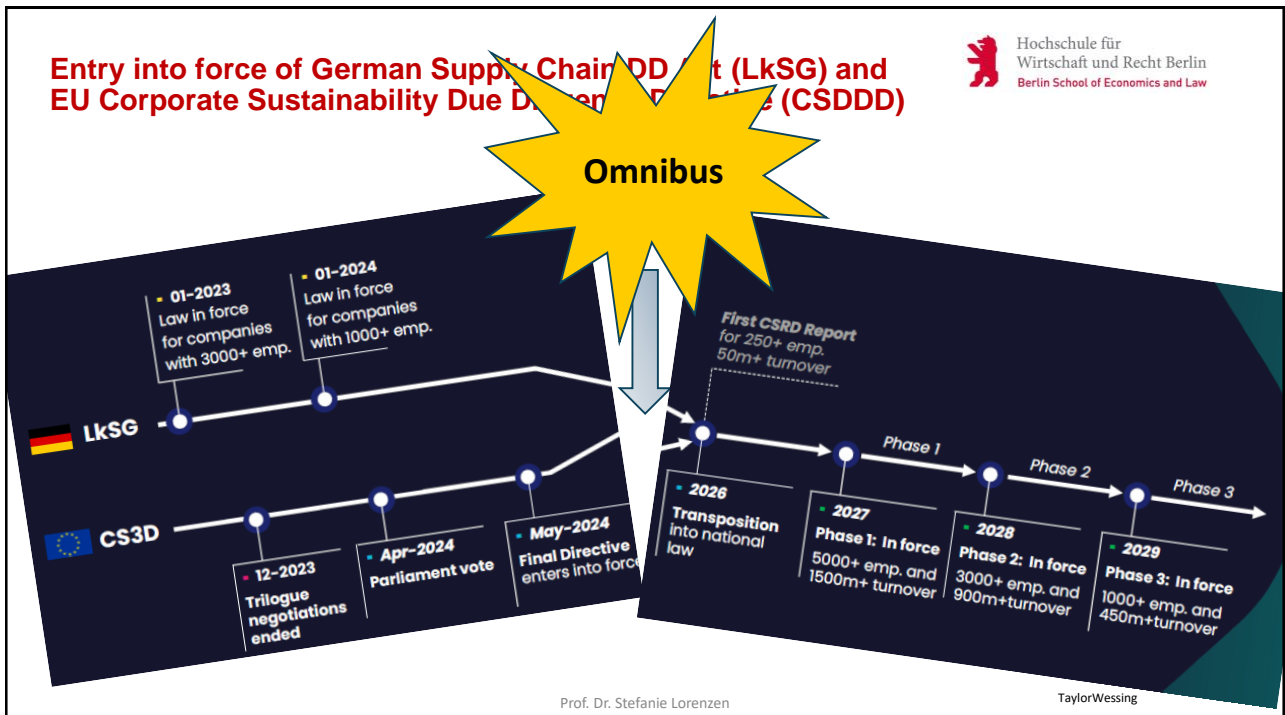 Entry into force of German Supply Chain DD Act (LkSG) and
EU Corporate Sustainability Due Diligence Directive (CSDDD)
Hochschule für
Wirtschaft und Recht Berlin
Berlin School of Economics and Law
Omnibus
01-2023
Law in force
for companies
with 3000+ emp.
01-2024
Law in force
for companies
with 1000+ emp.
LkSG
CS3D
12-2023
Trilogue
negotiations
ended
Apr-2024
Parliament vote
May-2024
Final Directive
enters into force
First CSRD Report
for 250+ emp.
50m+ turnover
Phase 1
Phase 2
Phase 3
2026
Transposition
into national
law
2027
Phase 1: In force
5000+ emp. and
1500m+ turnover
2028
Phase 2: In force
3000+ emp. and
900m+turnover
2029
Phase 3: In force
1000+ emp. and
450m+turnover
Prof. Dr. Stefanie Lorenzen
TaylorWessing